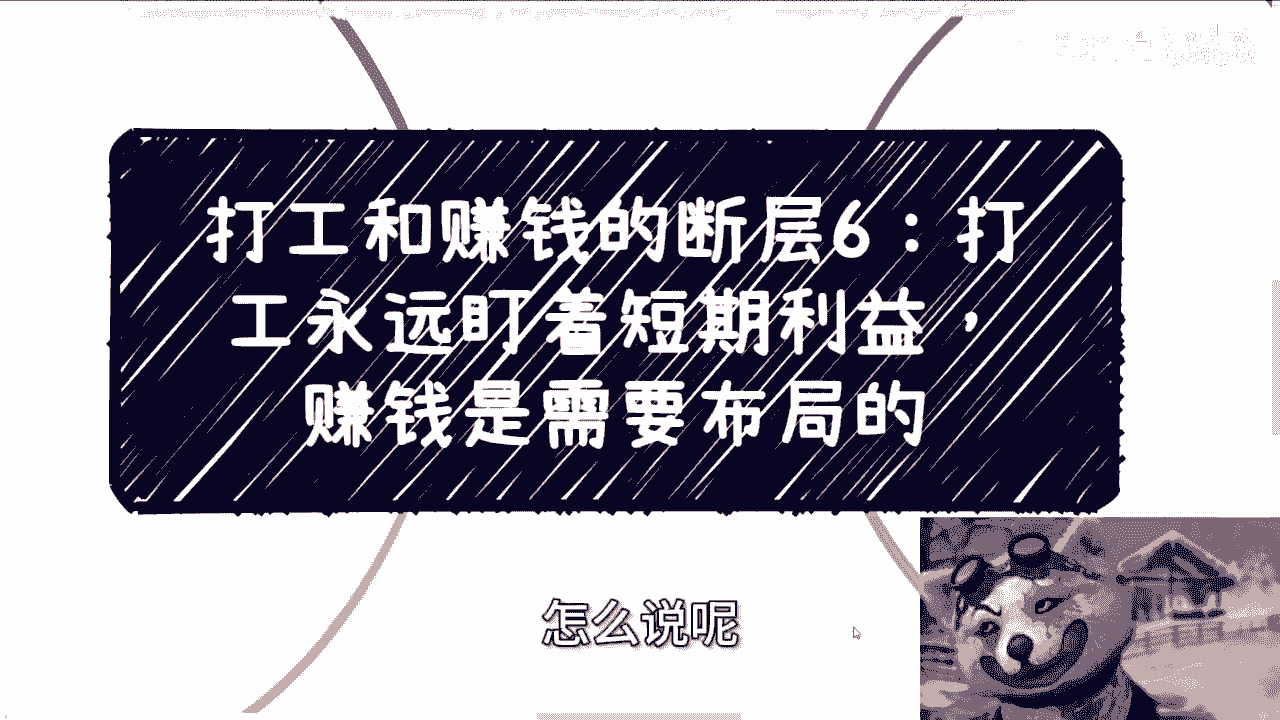 打工和赚钱的断层6：打
工永远盯着短期利益，
赚钱是需要布局的
怎么说呢